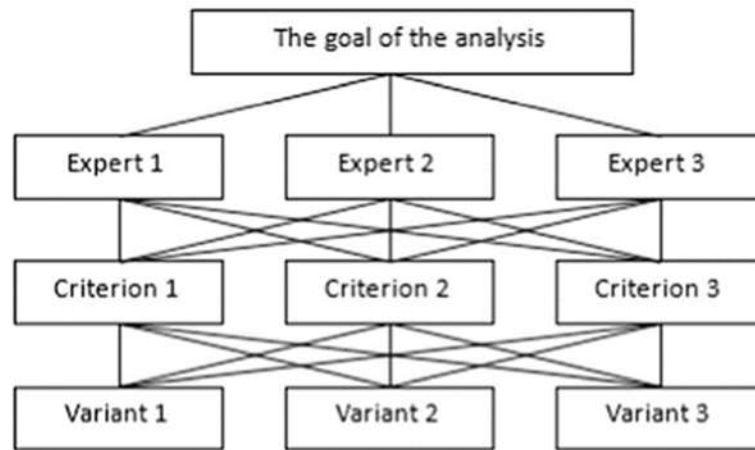 The goal of the analysis
Expert 1
Expert 2
Expert 3
Criterion 1
Criterion 2
Criterion 3
Variant 1
Variant 2
Variant 3